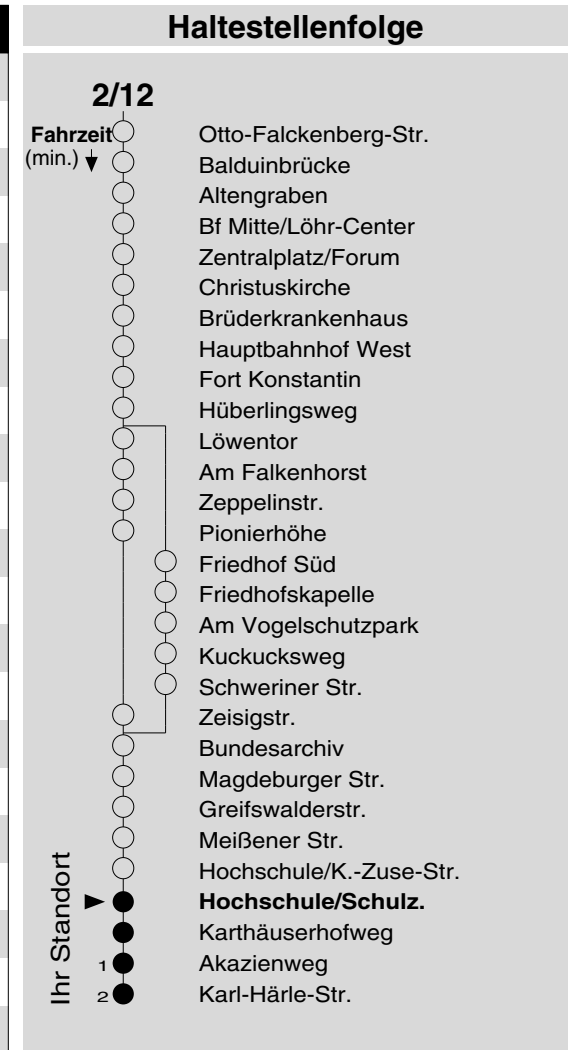 Haltestellenfolge
2/12
Fahrzeit
(min.)
Otto-Falckenberg-Str.
Balduinbrücke
Altengraben
Bf Mitte/Löhr-Center
Zentralplatz/Forum
Christuskirche
Brüderkrankenhaus
Hauptbahnhof West
Fort Konstantin
Hüberlingsweg
Löwentor
Am Falkenhorst
Zeppelinstr.
Pionierhöhe
Friedhof Süd
Friedhofskapelle
Am Vogelschutzpark
Kuckucksweg
Schweriner Str.
Zeisigstr.
Bundesarchiv
Magdeburger Str.
Greifswalderstr.
Meißener Str.
Hochschule/K.-Zuse-Str.
Ihr Standort
Hochschule/Schulz.
Karthäuserhofweg
1 Akazienweg
2 Karl-Härle-Str.